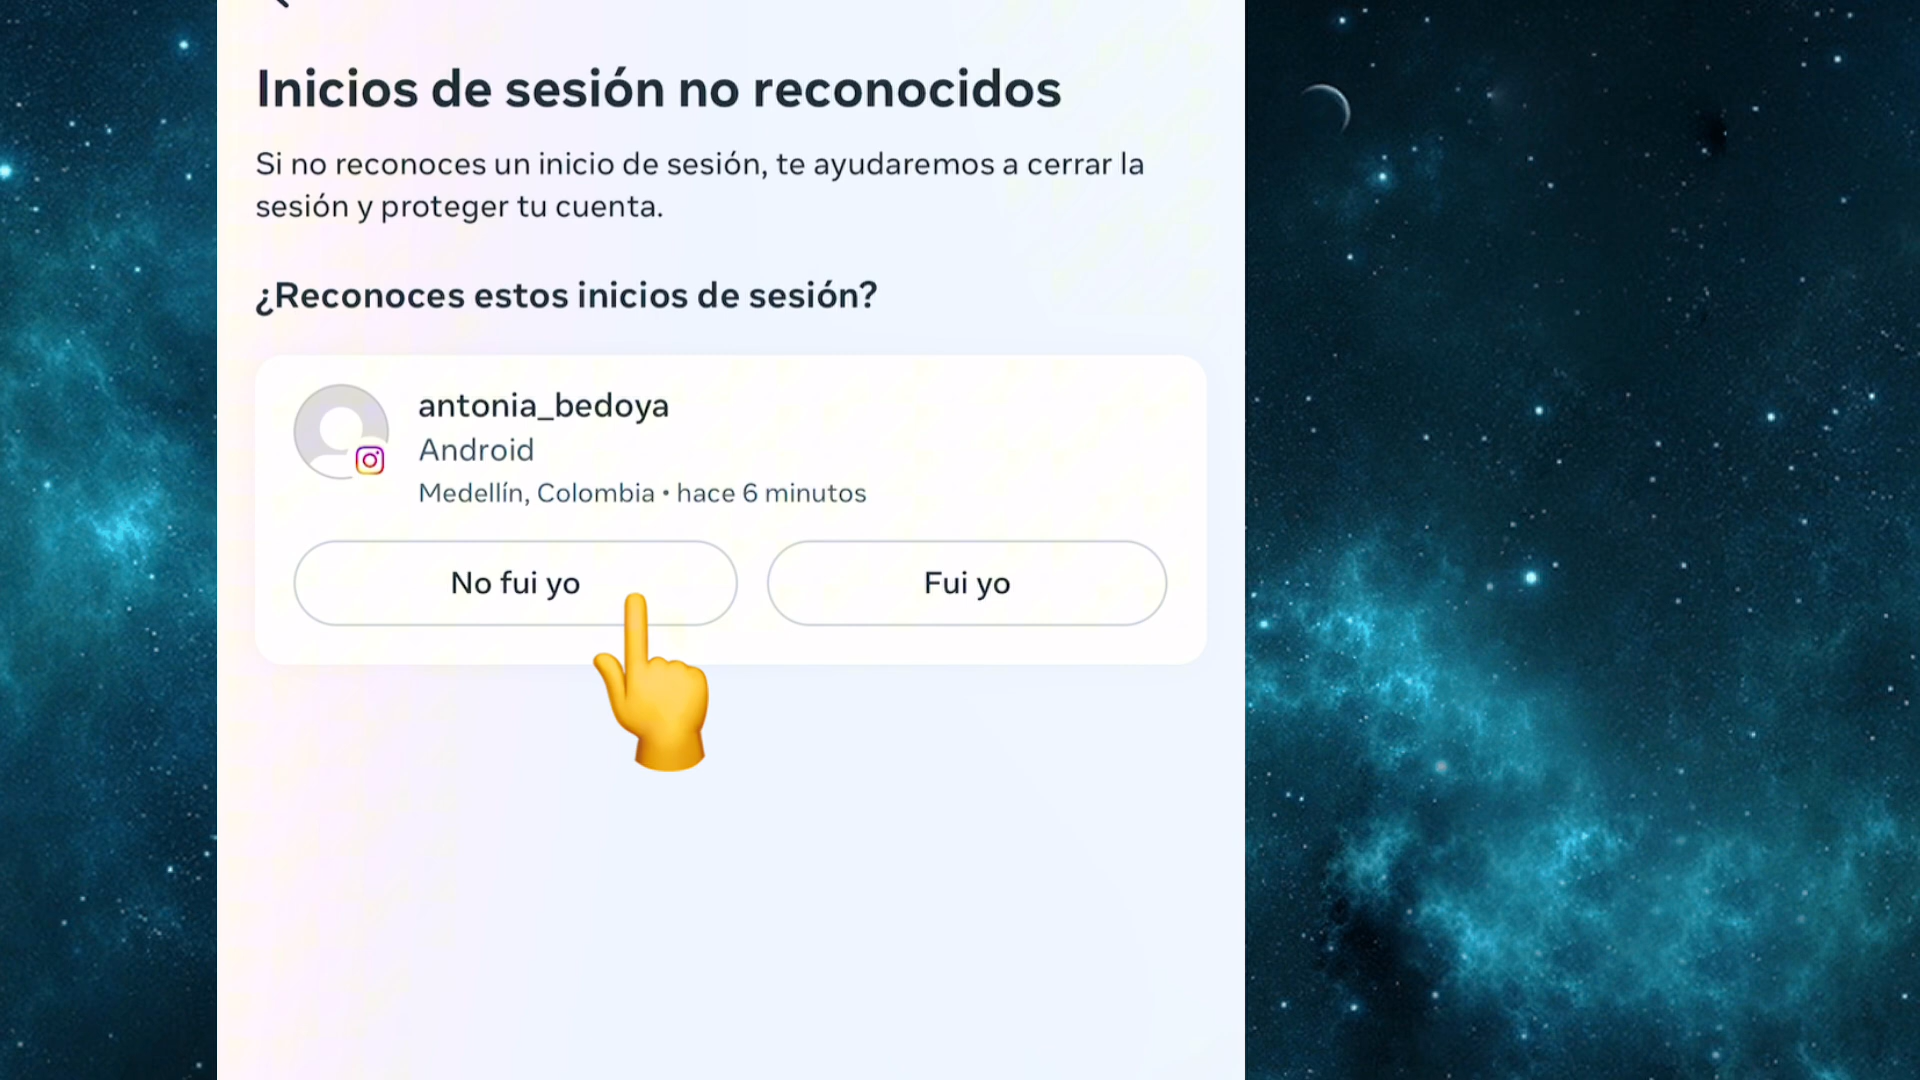 Inicios de sesión no reconocidos
Si no reconoces un inicio de sesión, te ayudaremos a cerrar la
sesión y proteger tu cuenta.
¿Reconoces estos inicios de sesión?
antonia_bedoya
Android
Medellín, Colombia • hace 6 minutos
No fui yo
Fui yo